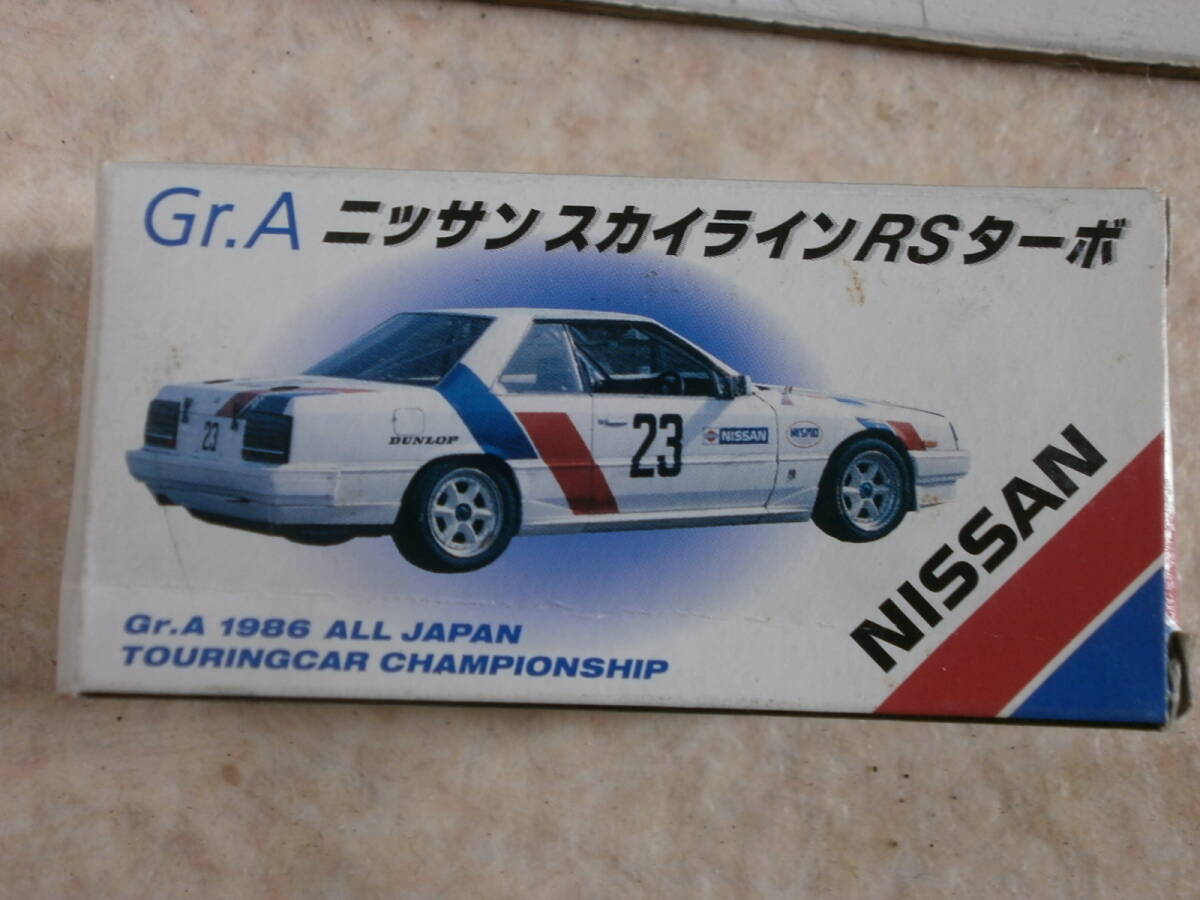 Gr.A ニッサン スカイラインRSターボ
23
DUNLOP
23
NISSAN
NISMO
NISSAN
Gr.A 1986 ALL JAPAN
TOURINGCAR CHAMPIONSHIP